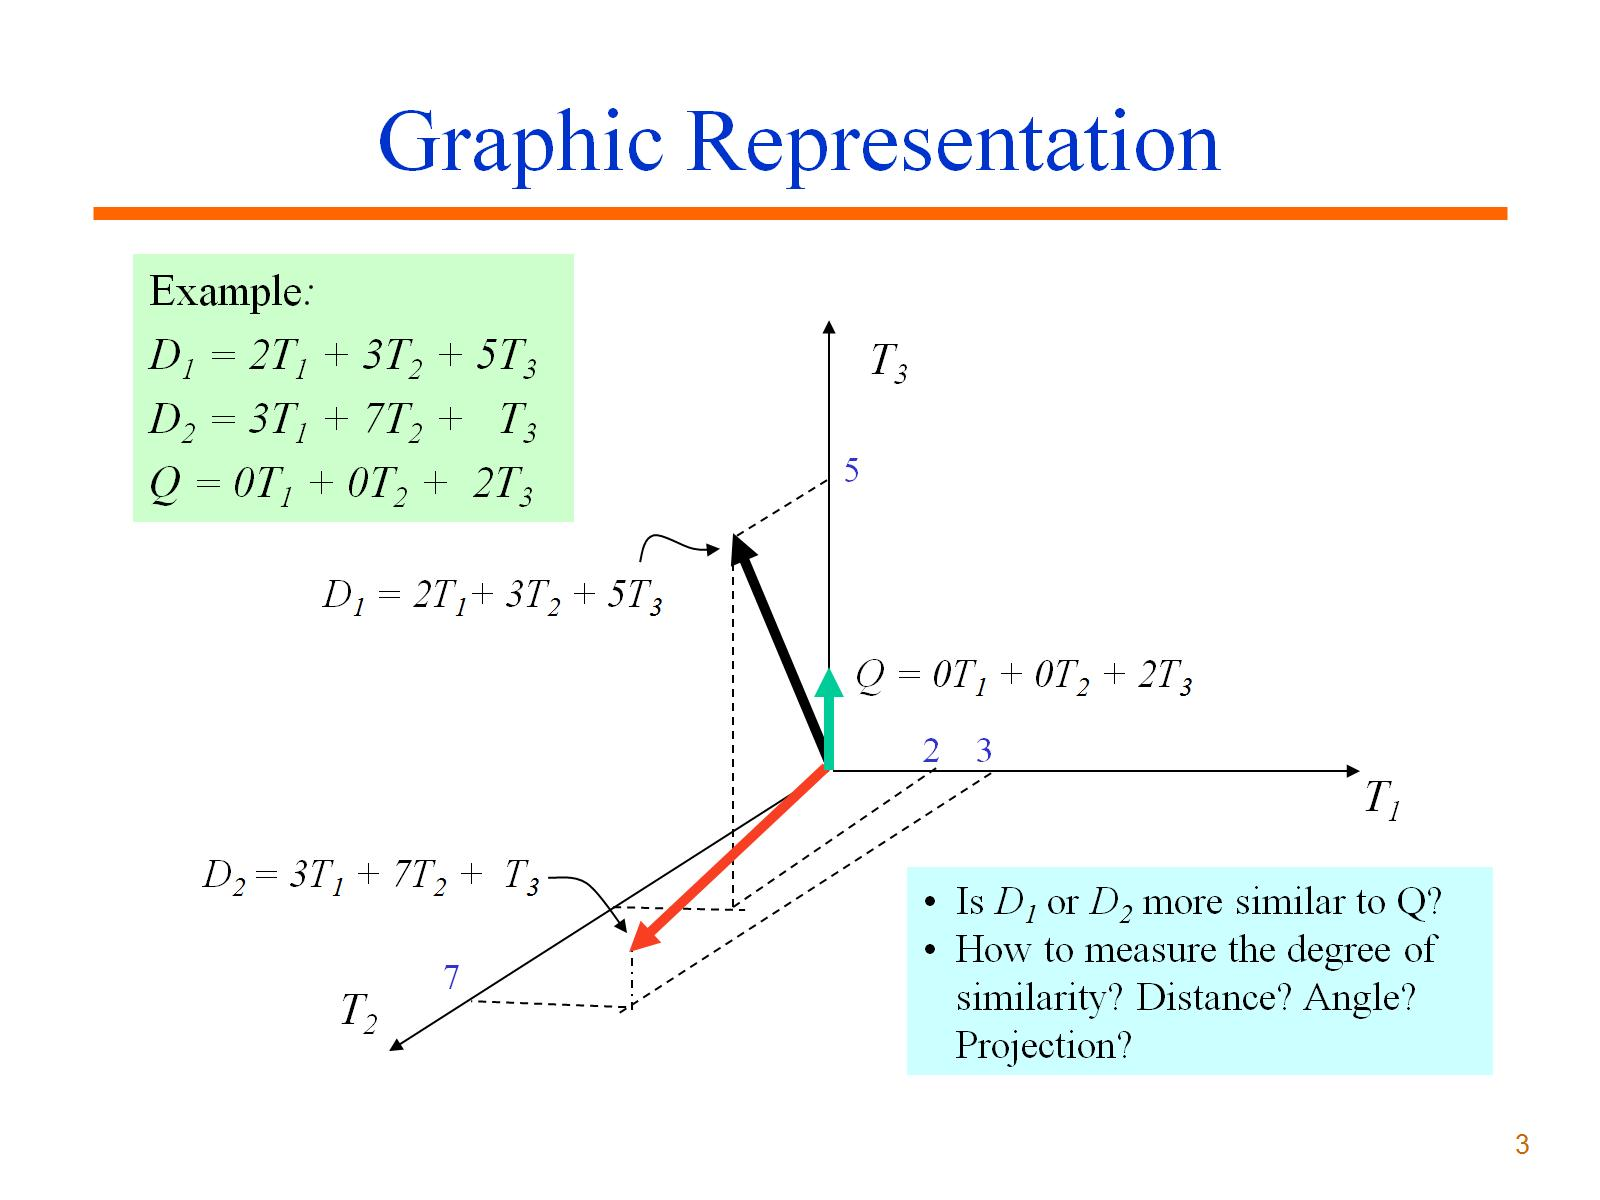 Graphic Representation
Example:
D1 = 2T1 + 3T2 + 5T3
D2 = 3T1 + 7T2 + T3
Q = 0T1 + 0T2 + 2T3
T3
5
D1 = 2T1+ 3T2 + 5T3
Q = 0T1 + 0T2 + 2T3
2 3
T1
D2 = 3T1 + 7T2 + T3
7
T2
• Is D1 or D2 more similar to Q?
• How to measure the degree of
similarity? Distance? Angle?
Projection?
3